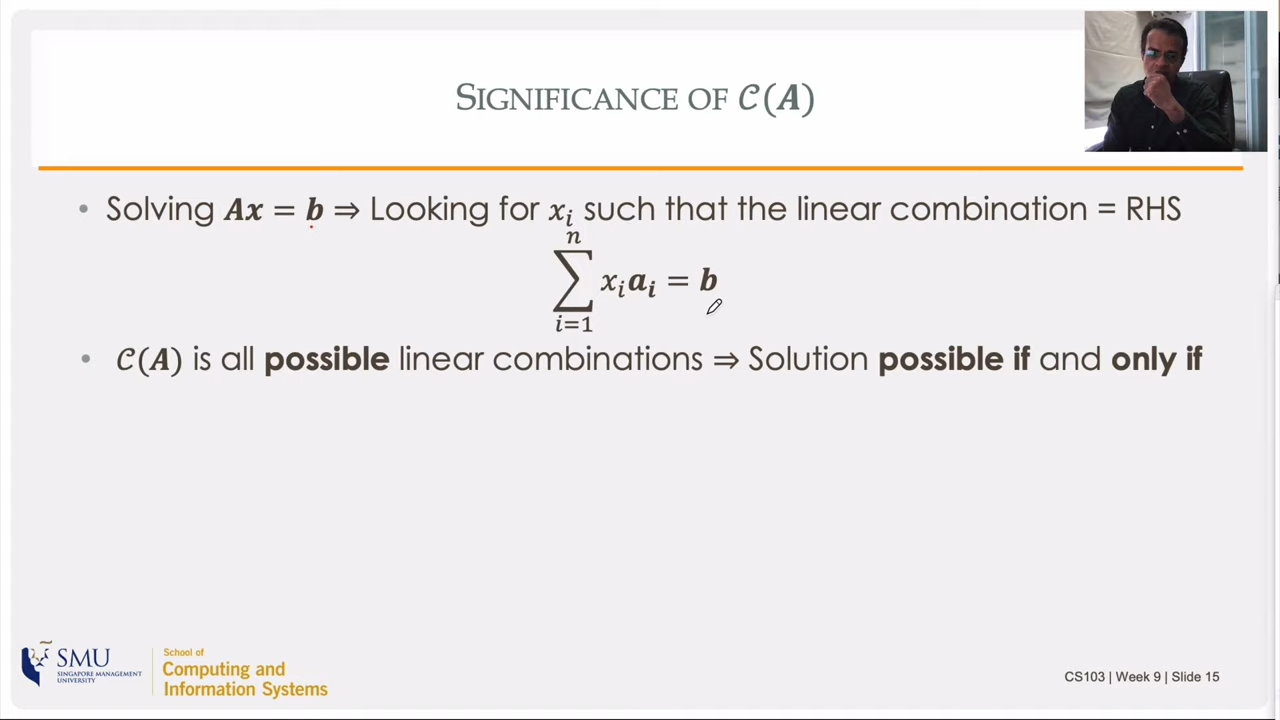 SIGNIFICANCE OF 𝒞(𝑨)
• Solving 𝑨𝒙 = 𝒃 ⇒ Looking for 𝑥ᵢ such that the linear combination = RHS
n
∑ 𝑥ᵢ𝒂ᵢ = 𝒃
i=1
• 𝒞(𝑨) is all possible linear combinations ⇒ Solution possible if and only if
SMU
SINGAPORE MANAGEMENT
UNIVERSITY
School of
Computing and
Information Systems
CS103 | Week 9 | Slide 15